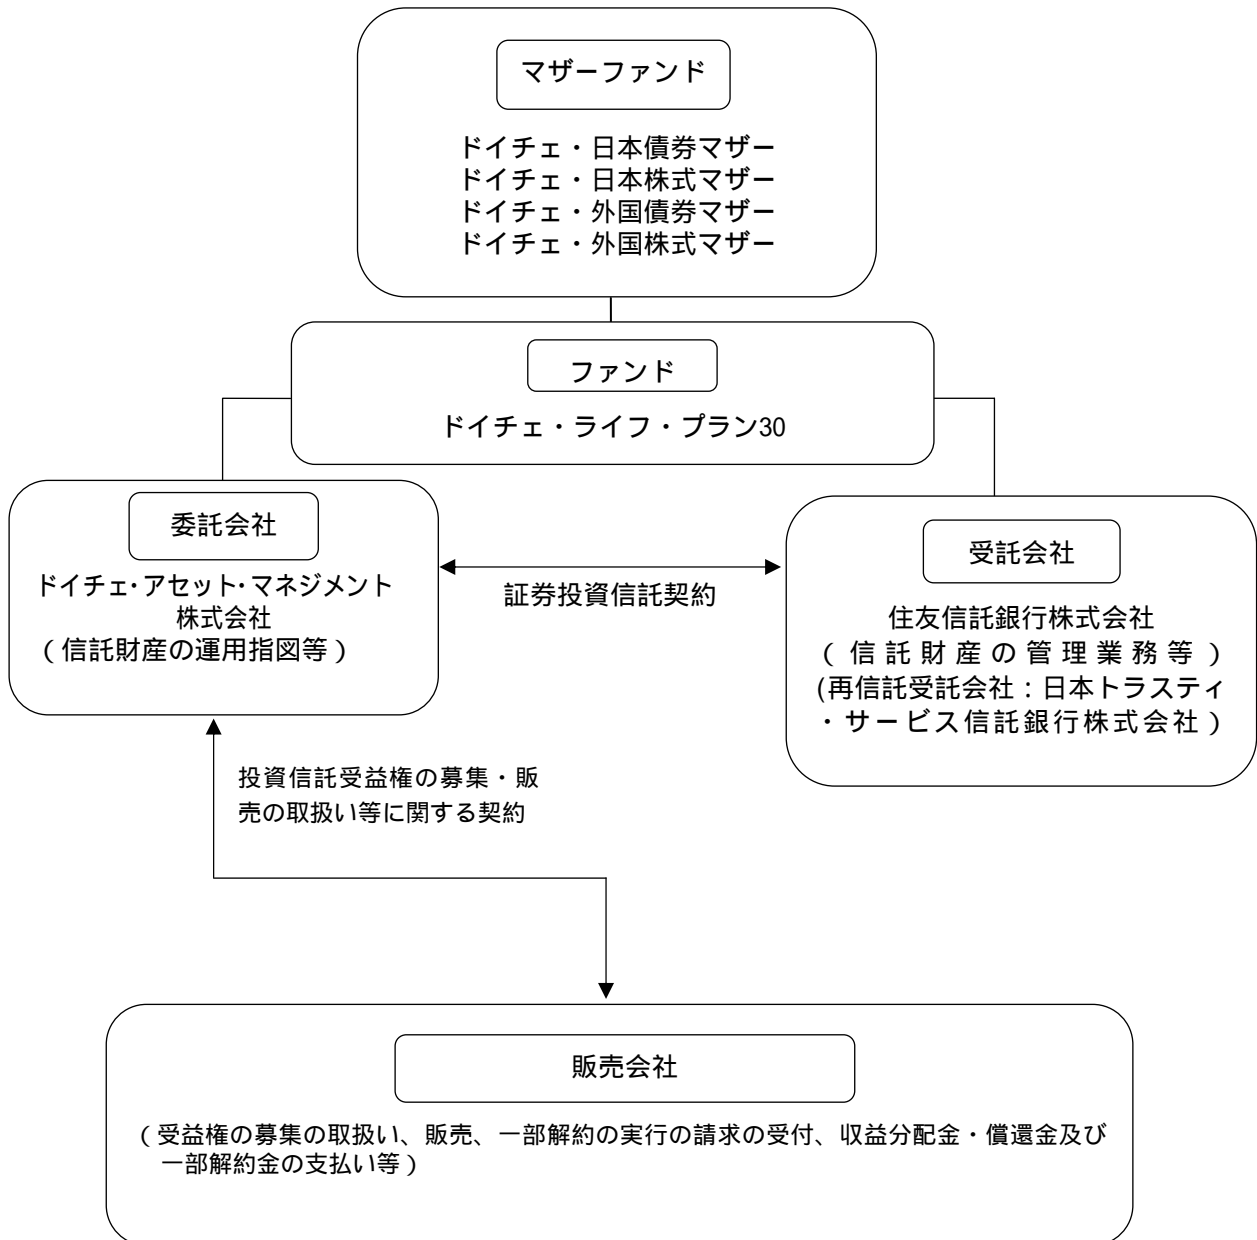 マザーファンド
ドイチェ・日本債券マザー
ドイチェ・日本株式マザー
ドイチェ・外国債券マザー
ドイチェ・外国株式マザー
ファンド
ドイチェ・ライフ・プラン30
委託会社
ドイチェ・アセット・マネジメント
株式会社
(信託財産の運用指図等)
証券投資信託契約
受託会社
住友信託銀行株式会社
(信託財産の管理業務等)
(再信託受託会社:日本トラスティ
・サービス信託銀行株式会社)
投資信託受益権の募集・販
売の取扱い等に関する契約
販売会社
(受益権の募集の取扱い、販売、一部解約の実行の請求の受付、収益分配金・償還金及び
一部解約金の支払い等)